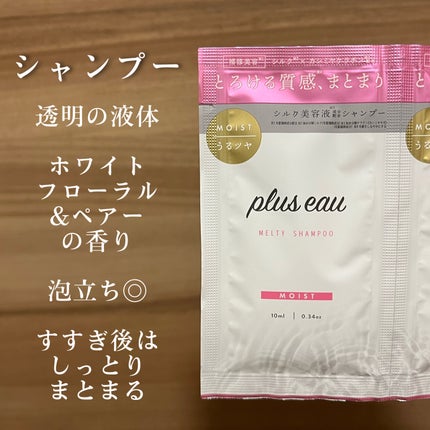 シャンプー
透明の液体
ホワイト
フローラル
&ペアー
の香り
泡立ち◎
すすぎ後は
しっとり
まとまる
とろける質感、まとまり
シルク美容液シャンプー
MOIST
うるツヤ
plus eau
MELTY SHAMPOO
MOIST
10ml | 0.34oz